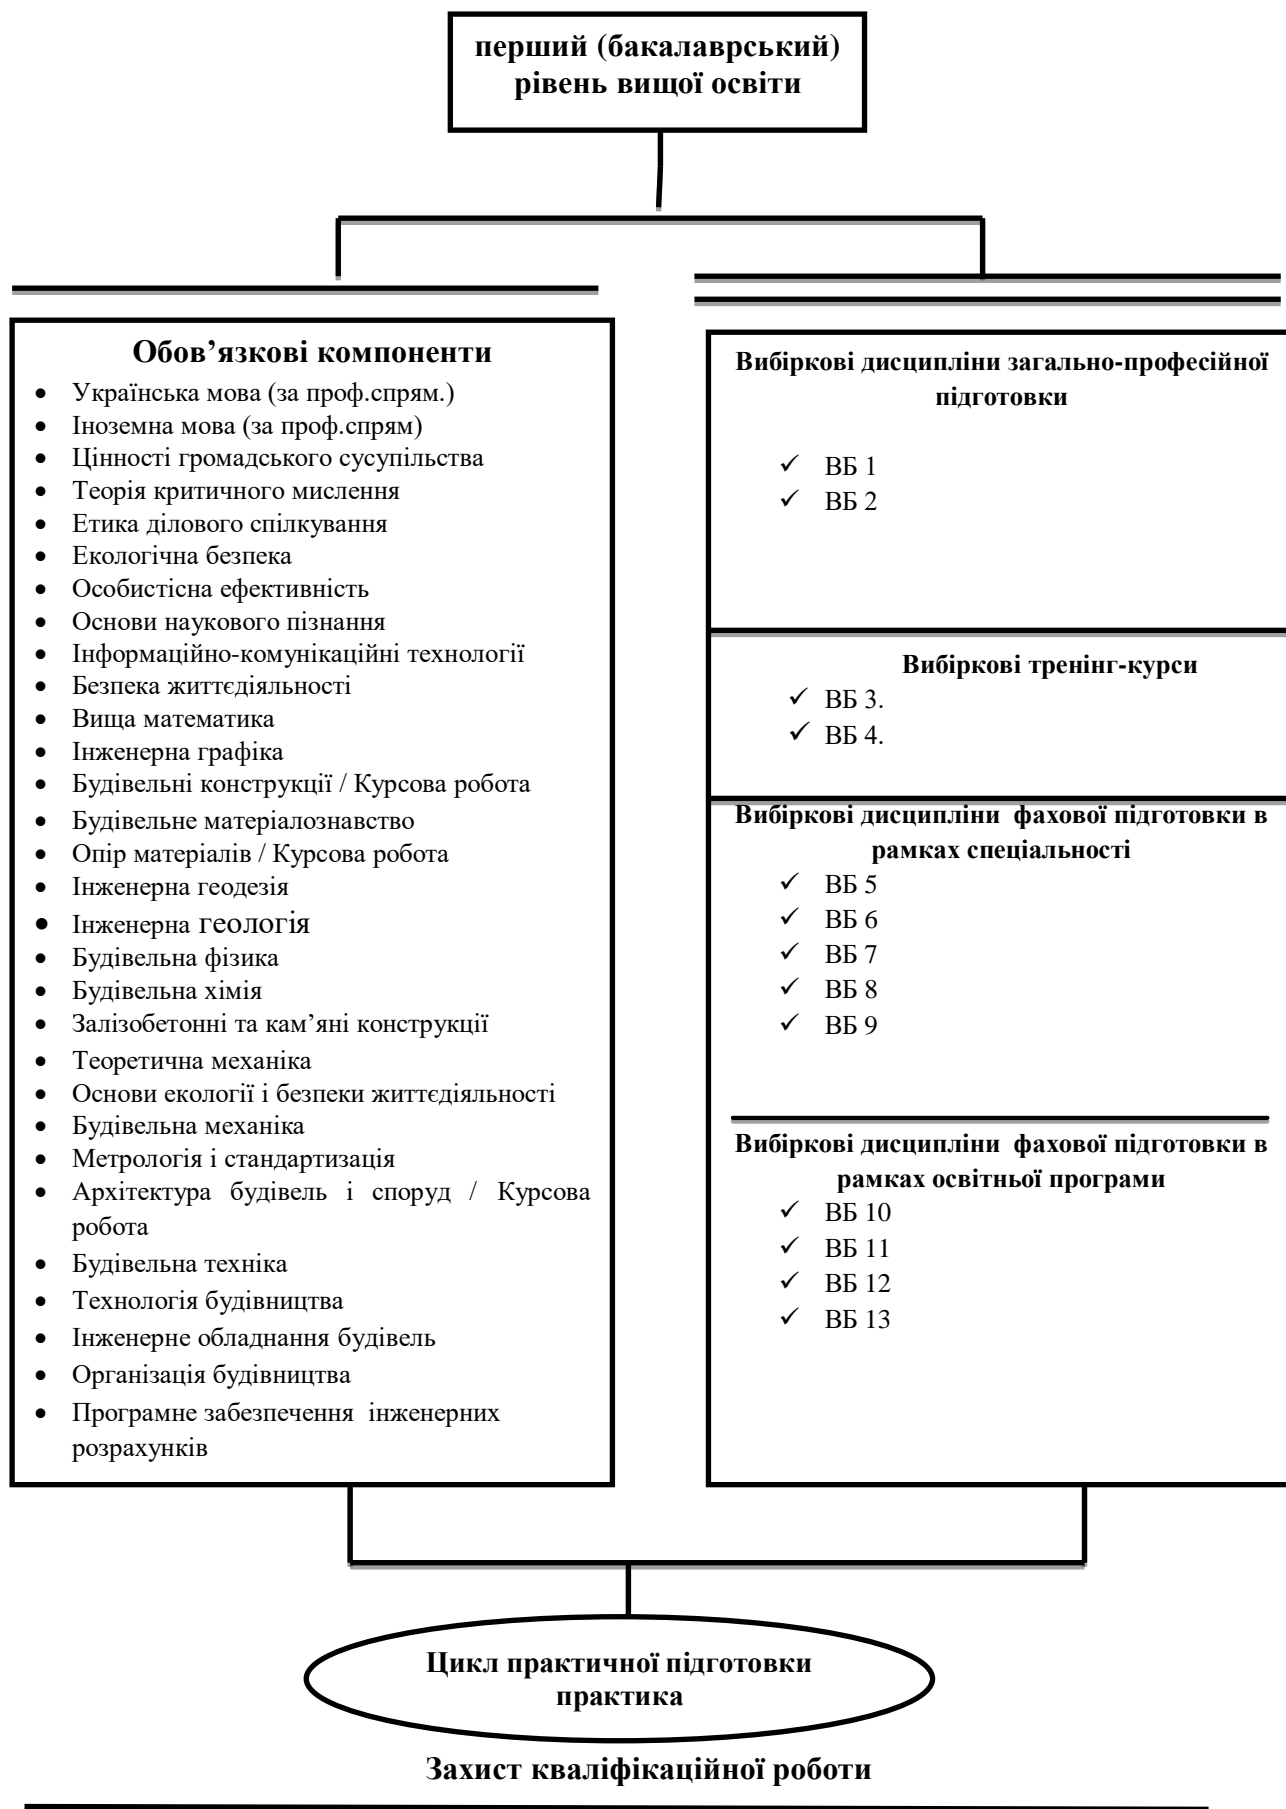 перший (бакалаврський)
рівень вищої освіти
Обов’язкові компоненти
• Українська мова (за проф.спрям.)
• Іноземна мова (за проф.спрям)
• Цінності громадського сусупільства
• Теорія критичного мислення
• Етика ділового спілкування
• Екологічна безпека
• Особистісна ефективність
• Основи наукового пізнання
• Інформаційно-комунікаційні технології
• Безпека життєдіяльності
• Вища математика
• Інженерна графіка
• Будівельні конструкції / Курсова робота
• Будівельне матеріалознавство
• Опір матеріалів / Курсова робота
• Інженерна геодезія
• Інженерна геологія
• Будівельна фізика
• Будівельна хімія
• Залізобетонні та кам’яні конструкції
• Теоретична механіка
• Основи екології і безпеки життєдіяльності
• Будівельна механіка
• Метрологія і стандартизація
• Архітектура будівель і споруд / Курсова
робота
• Будівельна техніка
• Технологія будівництва
• Інженерне обладнання будівель
• Організація будівництва
• Програмне забезпечення інженерних
розрахунків
Вибіркові дисципліни загально-професійної
підготовки
✓ ВБ 1
✓ ВБ 2
Вибіркові тренінг-курси
✓ ВБ 3.
✓ ВБ 4.
Вибіркові дисципліни фахової підготовки в
рамках спеціальності
✓ ВБ 5
✓ ВБ 6
✓ ВБ 7
✓ ВБ 8
✓ ВБ 9
Вибіркові дисципліни фахової підготовки в
рамках освітньої програми
✓ ВБ 10
✓ ВБ 11
✓ ВБ 12
✓ ВБ 13
Цикл практичної підготовки
практика
Захист кваліфікаційної роботи